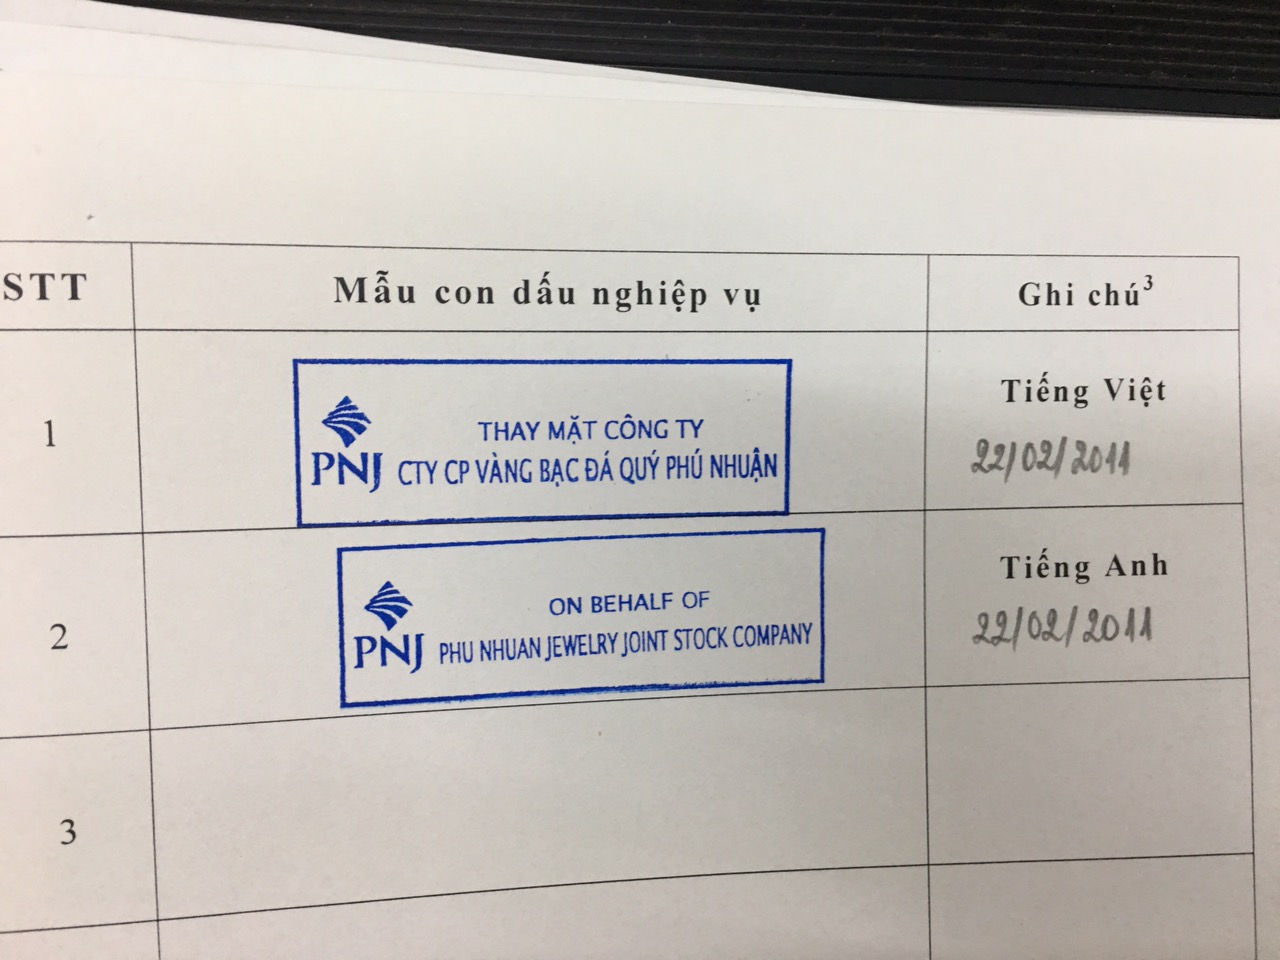 STT
Mẫu con dấu nghiệp vụ
Ghi chú3
1
PNJ
THAY MẶT CÔNG TY
CTY CP VÀNG BẠC ĐÁ QUÝ PHÚ NHUẬN
Tiếng Việt
22/02/2011
2
PNJ
ON BEHALF OF
PHU NHUAN JEWELRY JOINT STOCK COMPANY
Tiếng Anh
22/02/2011
3